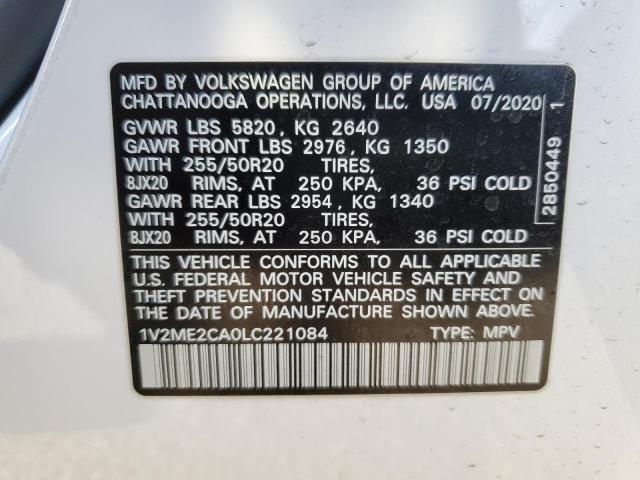 MFD BY VOLKSWAGEN GROUP OF AMERICA
CHATTANOOGA OPERATIONS, LLC. USA 07/2020
GVWR LBS 5820, KG 2640
GAWR FRONT LBS 2976, KG 1350
WITH 255/50R20 TIRES,
8JX20 RIMS, AT 250 KPA, 36 PSI COLD
GAWR REAR LBS 2954, KG 1340
WITH 255/50R20 TIRES,
8JX20 RIMS, AT 250 KPA, 36 PSI COLD
THIS VEHICLE CONFORMS TO ALL APPLICABLE
U.S. FEDERAL MOTOR VEHICLE SAFETY AND
THEFT PREVENTION STANDARDS IN EFFECT ON
THE DATE OF MANUFACTURE SHOWN ABOVE.
1V2ME2CA0LC221084 TYPE: MPV
2850449 1